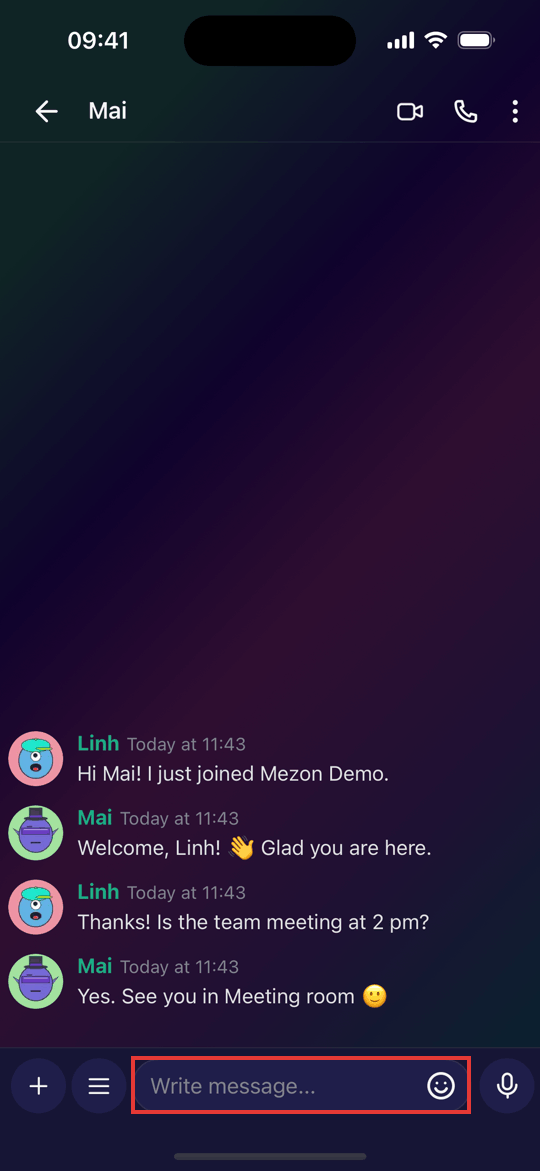 09:41
Mai
Linh Today at 11:43
Hi Mai! I just joined Mezon Demo.
Mai Today at 11:43
Welcome, Linh! 👋 Glad you are here.
Linh Today at 11:43
Thanks! Is the team meeting at 2 pm?
Mai Today at 11:43
Yes. See you in Meeting room 🙂
Write message...